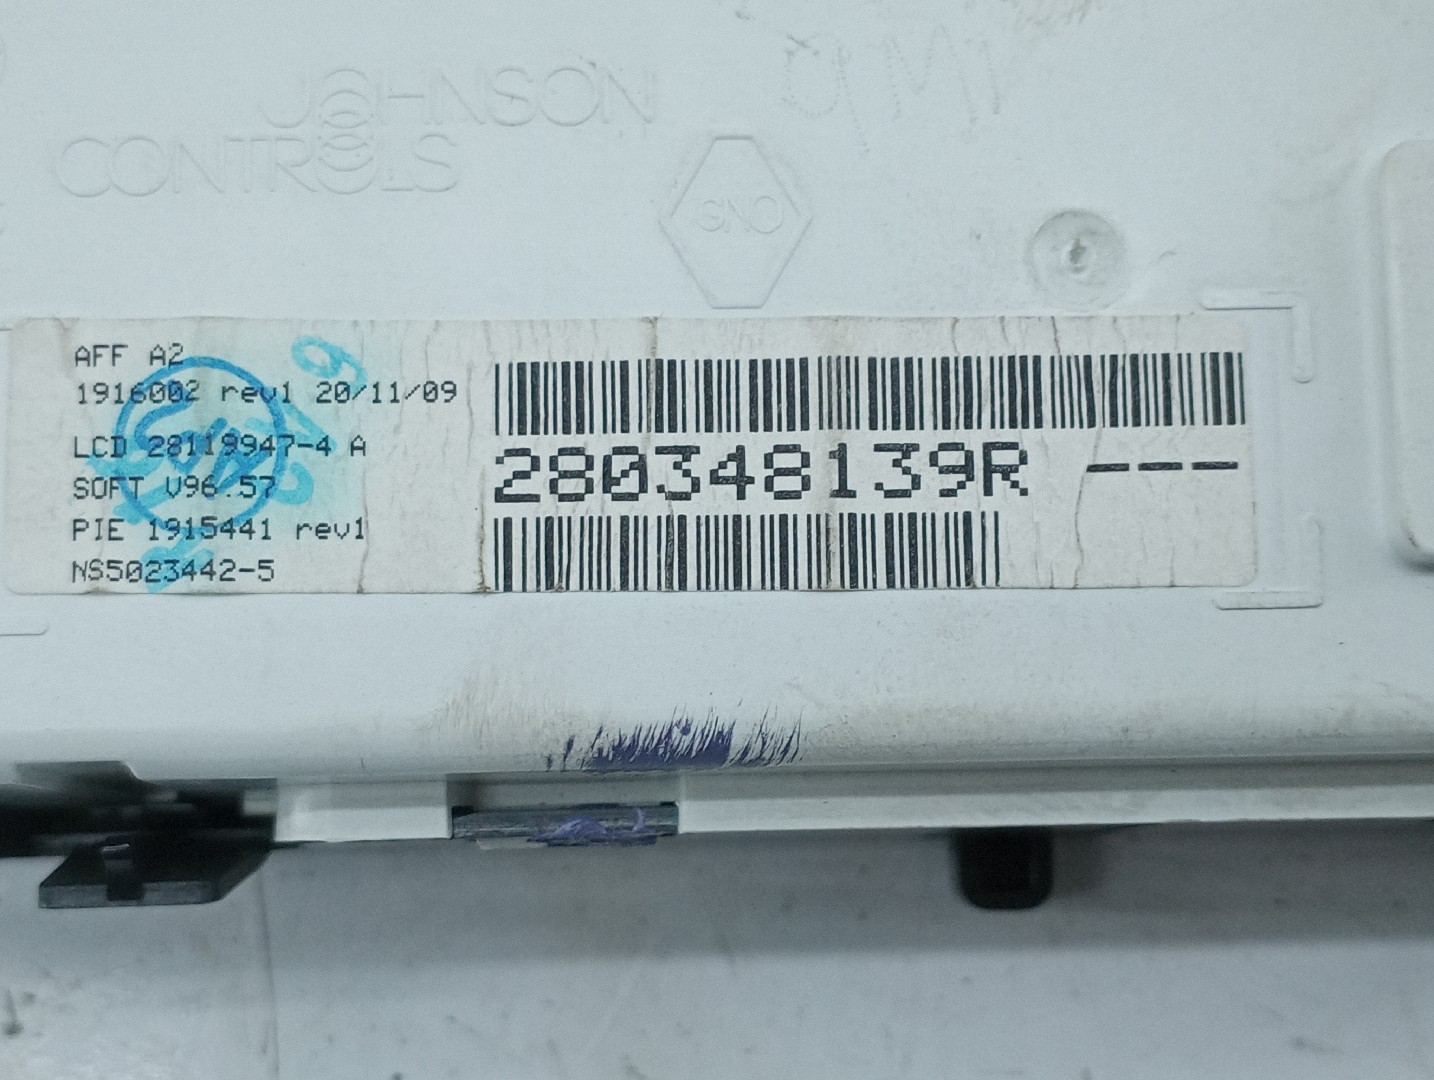 JOHNSON
CONTROLS
GNO
AFF A2
1916002 rev1 20/11/09
LCD 28119947-4 A
SOFT V96.57
PIE 1915441 rev1
NS5023442-5
280348139R ---